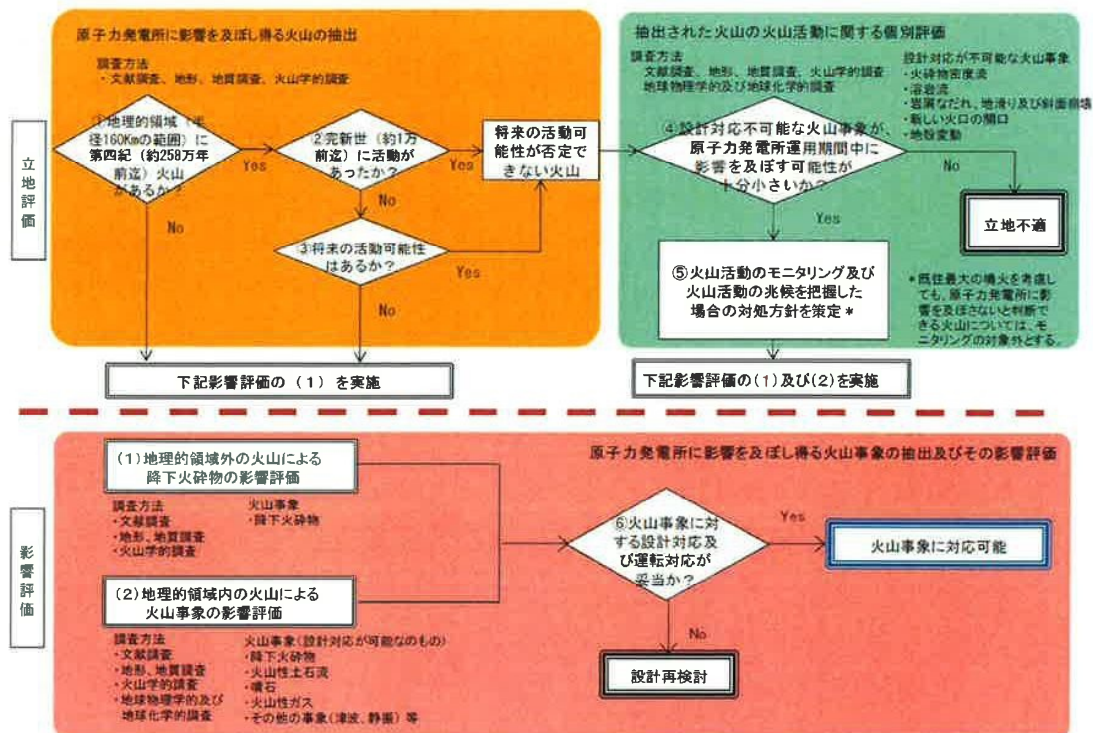 原子力発電所に影響を及ぼし得る火山の抽出
調査方法
・文献調査、地形、地質調査、火山学的調査
①地理的領域（半
径160Kmの範囲）に
第四紀（約258万年
前迄）火山
があるか？
Yes
No
②完新世（約1万
前迄）に活動が
あったか？
Yes
No
③将来の活動可能性
はあるか？
Yes
No
将来の活動可
能性が否定で
きない火山
立地評価
抽出された火山の火山活動に関する個別評価
調査方法
文献調査、地形、地質調査、火山学的調査
地球物理学的及び地球化学的調査
設計対応が不可能な火山事象
・火砕物密度流
・溶岩流
・岩屑なだれ、地滑り及び斜面崩壊
・新しい火口の開口
・地殻変動
④設計対応不可能な火山事象が、
原子力発電所運用期間中に
影響を及ぼす可能性が
十分小さいか？
No
Yes
立地不適
⑤火山活動のモニタリング及び
火山活動の兆候を把握した
場合の対処方針を策定＊
＊既往最大の噴火を考慮し
ても、原子力発電所に影
響を及ぼさないと判断で
きる火山については、モ
ニタリングの対象外とする。
下記影響評価の（1）を実施
下記影響評価の(1)及び(2)を実施
影響評価
原子力発電所に影響を及ぼし得る火山事象の抽出及びその影響評価
(1)地理的領域外の火山による
降下火砕物の影響評価
調査方法
・文献調査
・地形、地質調査
・火山学的調査
火山事象
・降下火砕物
(2)地理的領域内の火山による
火山事象の影響評価
調査方法
・文献調査
・地形、地質調査
・火山学的調査
・地球物理学的及び
地球化学的調査
火山事象(設計対応が可能なのもの)
・降下火砕物
・火山性土石流
・噴石
・火山性ガス
・その他の事象(津波、静振)等
⑥火山事象に対
する設計対応及
び運転対応が
妥当か？
Yes
No
火山事象に対応可能
設計再検討